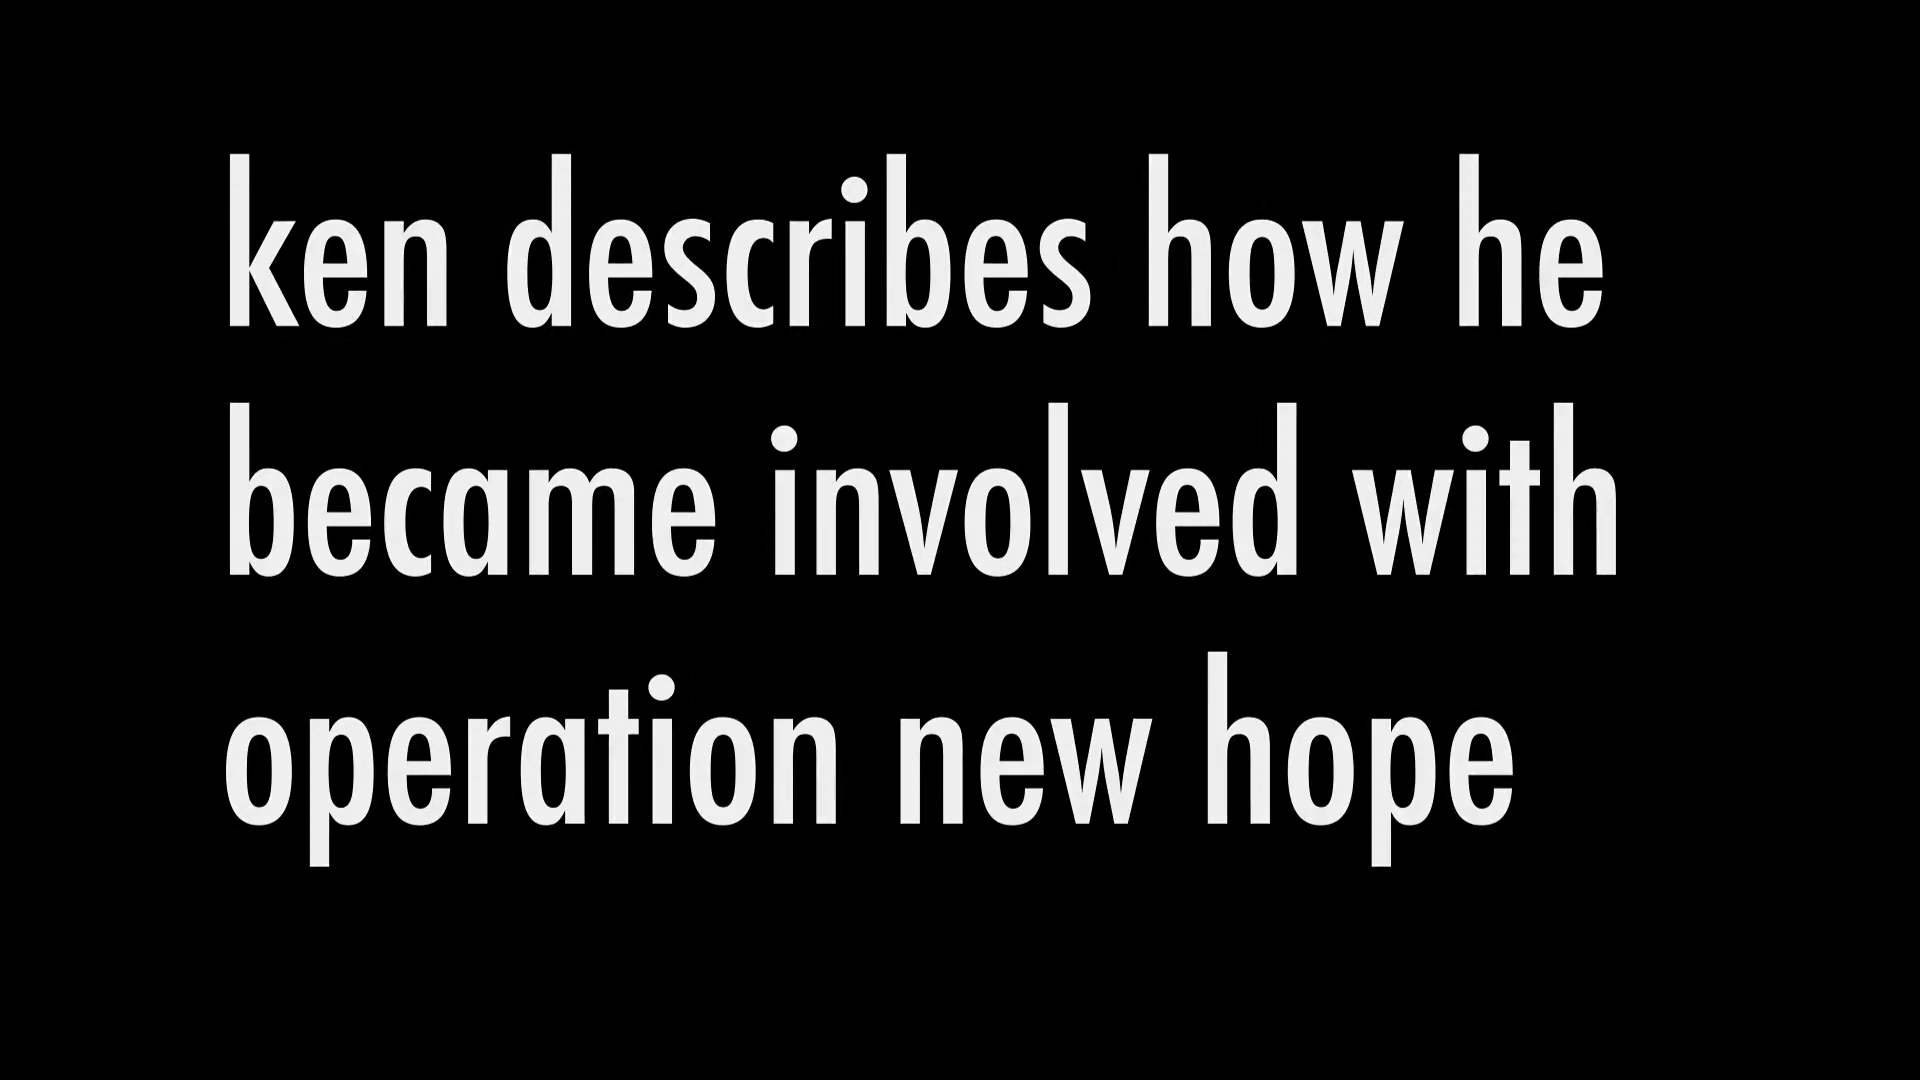 ken describes how he
became involved with
operation new hope